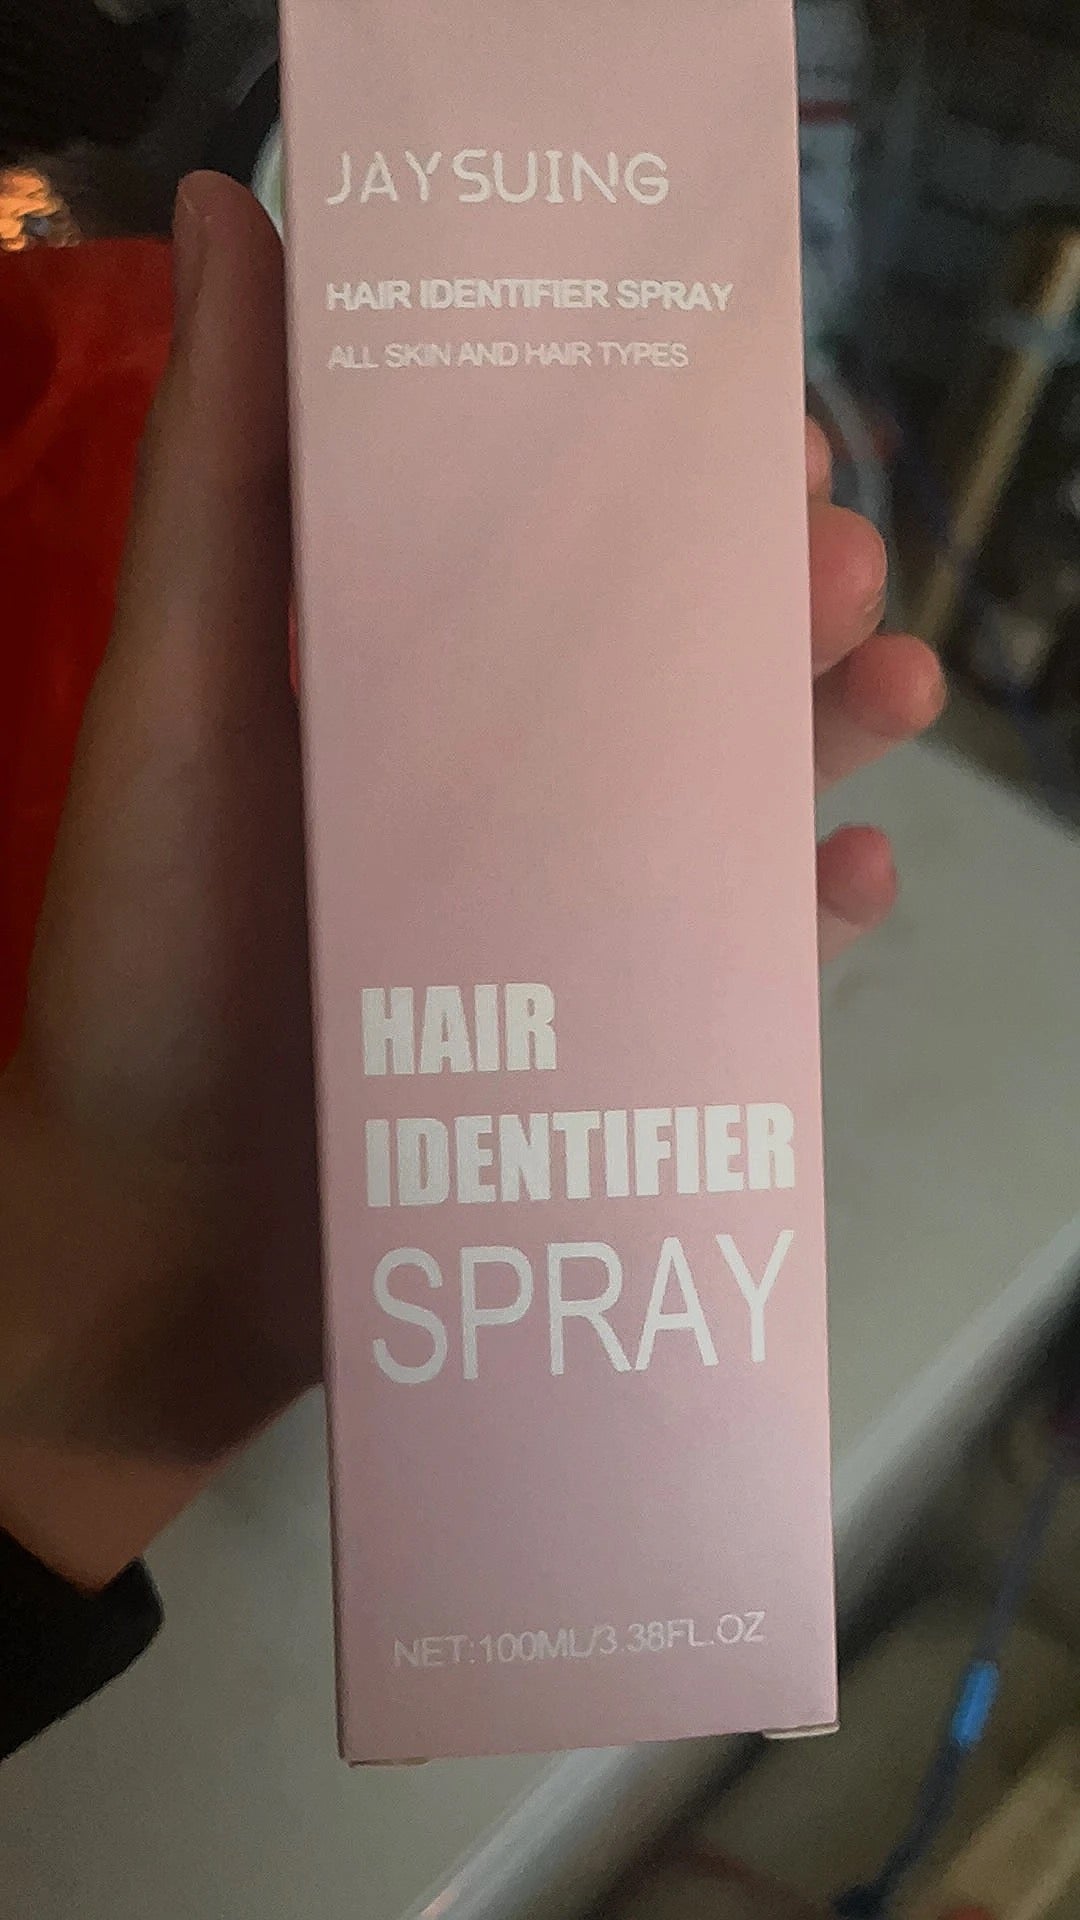 JAYSUING
HAIR IDENTIFIER SPRAY
ALL SKIN AND HAIR TYPES
HAIR
IDENTIFIER
SPRAY
NET:100ML/3.38FL.OZ